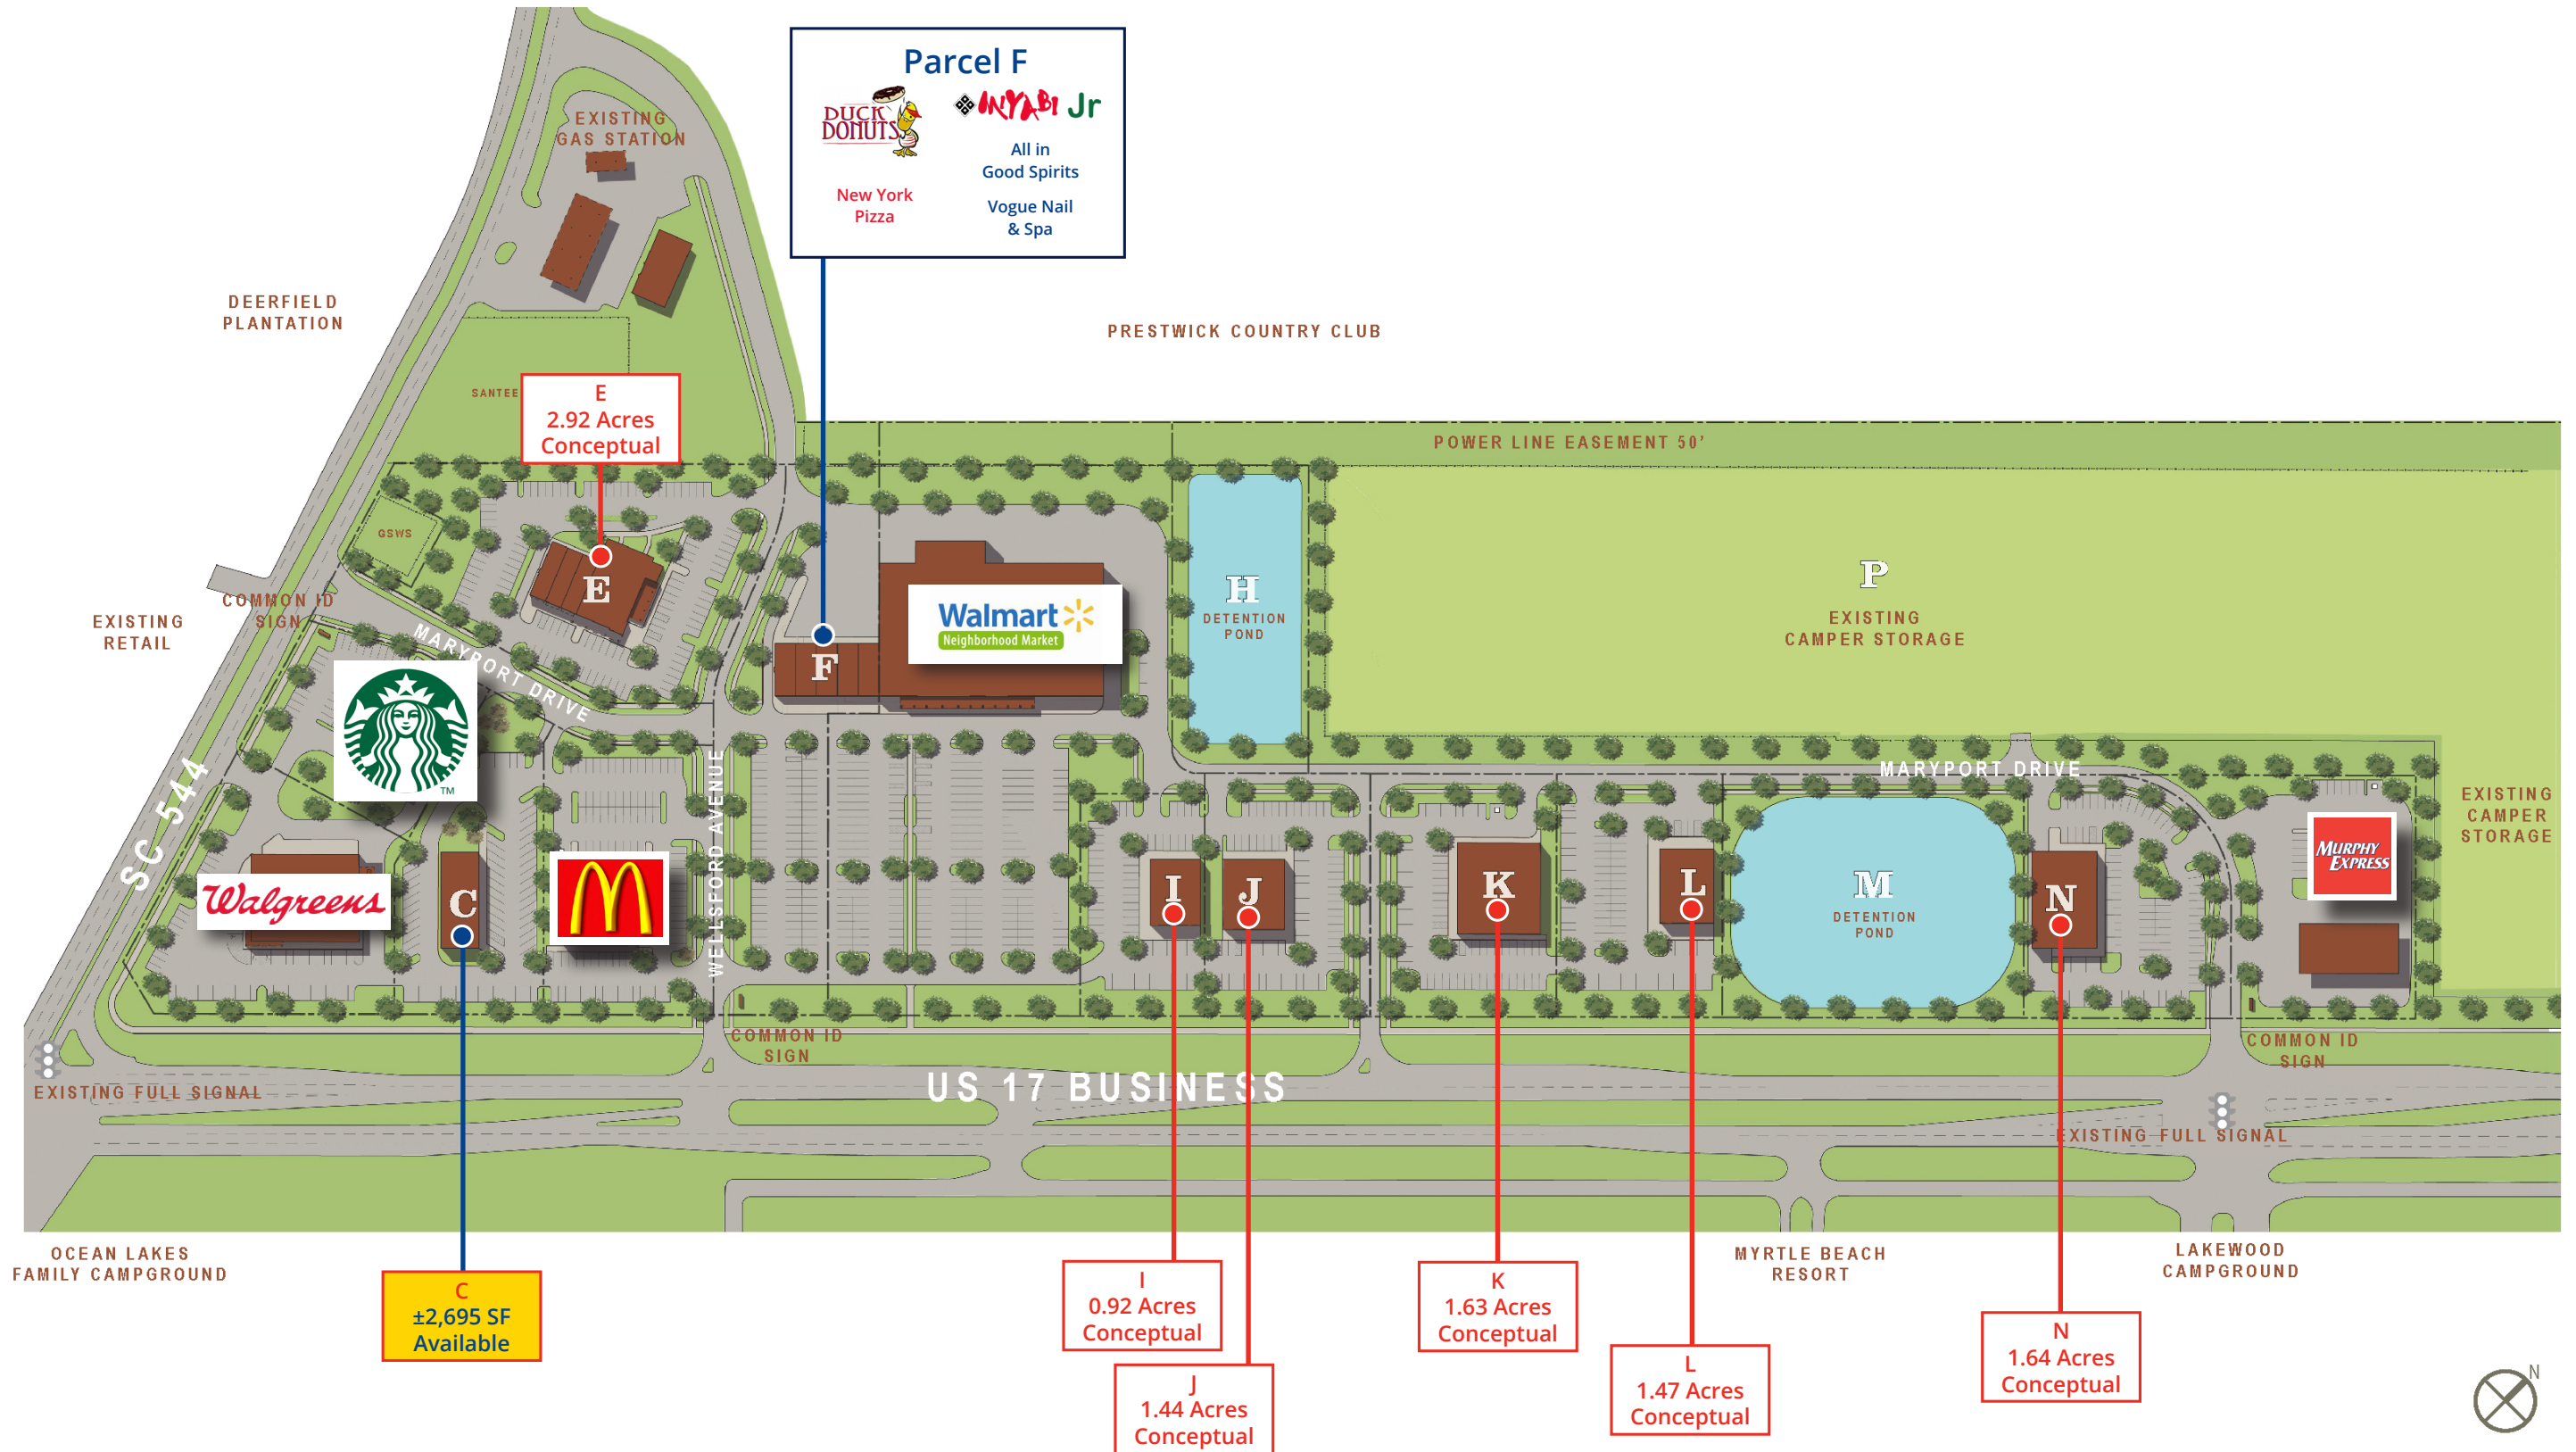 Parcel F
DUCK
DONUTS
MIYABI Jr
All in
Good Spirits
New York
Pizza
Vogue Nail
& Spa
EXISTING
GAS STATION
DEERFIELD
PLANTATION
PRESTWICK COUNTRY CLUB
SANTEE
E
2.92 Acres
Conceptual
POWER LINE EASEMENT 50'
GSWS
E
COMMON ID
SIGN
EXISTING
RETAIL
MARYPORT DRIVE
F
Walmart
Neighborhood Market
H
DETENTION
POND
P
EXISTING
CAMPER STORAGE
TM
SC 544
WELLSFORD AVENUE
MARYPORT DRIVE
EXISTING
CAMPER
STORAGE
Walgreens
C
M
I
J
K
L
M
DETENTION
POND
N
MURPHY
EXPRESS
COMMON ID
SIGN
COMMON ID
SIGN
EXISTING FULL SIGNAL
US 17 BUSINESS
EXISTING FULL SIGNAL
OCEAN LAKES
FAMILY CAMPGROUND
MYRTLE BEACH
RESORT
LAKEWOOD
CAMPGROUND
C
±2,695 SF
Available
I
0.92 Acres
Conceptual
J
1.44 Acres
Conceptual
K
1.63 Acres
Conceptual
L
1.47 Acres
Conceptual
N
1.64 Acres
Conceptual
N